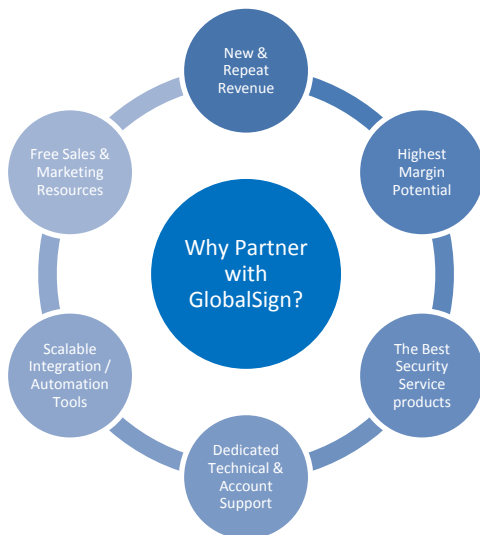 New &
Repeat
Revenue
Highest
Margin
Potential
The Best
Security
Service
products
Dedicated
Technical &
Account
Support
Scalable
Integration /
Automation
Tools
Free Sales &
Marketing
Resources
Why Partner
with
GlobalSign?